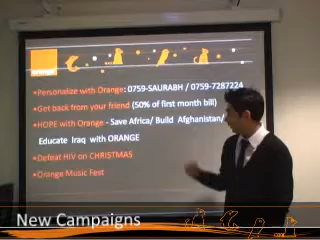 orange
•Personalize with Orange: 0759-SAURABH / 0759-7287224
•Get back from your friend (50% of first month bill)
•HOPE with Orange - Save Africa/ Build Afghanistan/
Educate Iraq with ORANGE
•Defeat HIV on CHRISTMAS
•Orange Music Fest
New Campaigns